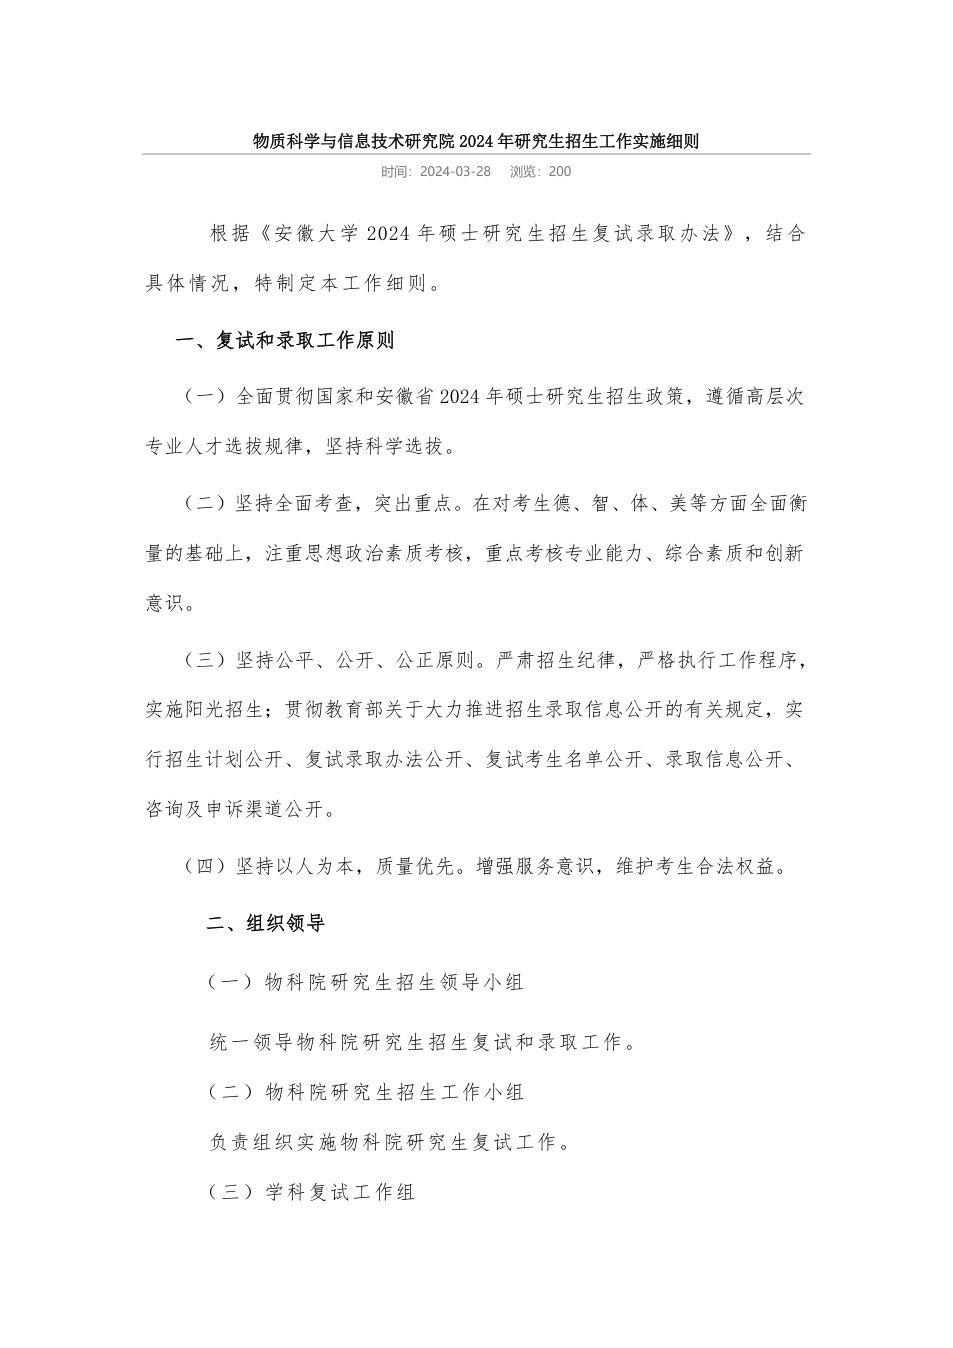 物质科学与信息技术研究院 2024 年研究生招生工作实施细则
时间：2024-03-28 浏览：200
根据《安徽大学 2024 年硕士研究生招生复试录取办法》，结合
具体情况，特制定本工作细则。
一、复试和录取工作原则
（一）全面贯彻国家和安徽省 2024 年硕士研究生招生政策，遵循高层次
专业人才选拔规律，坚持科学选拔。
（二）坚持全面考查，突出重点。在对考生德、智、体、美等方面全面衡
量的基础上，注重思想政治素质考核，重点考核专业能力、综合素质和创新
意识。
（三）坚持公平、公开、公正原则。严肃招生纪律，严格执行工作程序，
实施阳光招生；贯彻教育部关于大力推进招生录取信息公开的有关规定，实
行招生计划公开、复试录取办法公开、复试考生名单公开、录取信息公开、
咨询及申诉渠道公开。
（四）坚持以人为本，质量优先。增强服务意识，维护考生合法权益。
二、组织领导
（一）物科院研究生招生领导小组
统一领导物科院研究生招生复试和录取工作。
（二）物科院研究生招生工作小组
负责组织实施物科院研究生复试工作。
（三）学科复试工作组